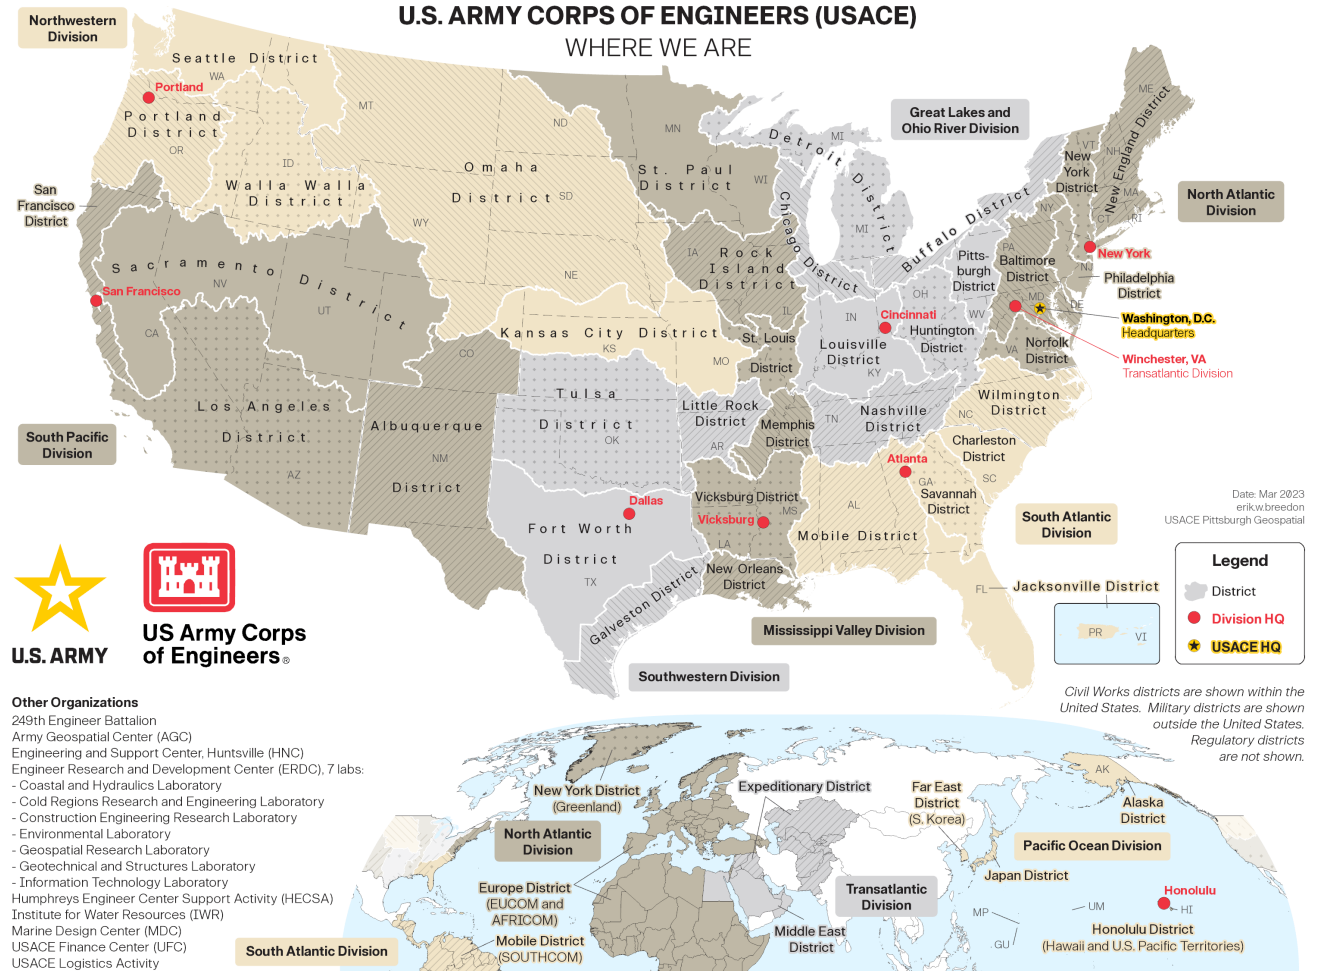 U.S. ARMY CORPS OF ENGINEERS (USACE)
WHERE WE ARE
Northwestern
Division
Seattle District
WA
Portland
Portland
District
OR
MT
ND
ID
Walla Walla
District
Omaha
District
SD
WY
NE
MN
St. Paul
District
WI
Great Lakes and
Ohio River Division
Detroit District
MI
MI
Chicago District
Buffalo District
ME
VT
NH
New England District
New
York
District
MA
CT
RI
NY
North Atlantic
Division
San
Francisco
District
Sacramento District
San Francisco
NV
UT
CA
CO
IA
Rock
Island
District
IL
Kansas City District
KS
MO
St. Louis
District
IN
OH
Pitts-
burgh
District
PA
Baltimore
District
New York
NJ
Philadelphia
District
MD
DE
WV
Cincinnati
Huntington
District
Louisville
District
KY
VA
Norfolk
District
Washington, D.C.
Headquarters
Winchester, VA
Transatlantic Division
South Pacific
Division
Los Angeles
District
AZ
Albuquerque
NM
District
Tulsa
District
OK
Little Rock
District
AR
Memphis
District
TN
Nashville
District
Wilmington
District
NC
Charleston
District
SC
Atlanta
GA
Savannah
District
AL
Mobile District
Dallas
Fort Worth
District
TX
Vicksburg District
Vicksburg
MS
LA
New Orleans
District
Galveston District
Mississippi Valley Division
Southwestern Division
South Atlantic
Division
FL
Jacksonville District
PR
VI
Date: Mar 2023
erik.w.breedon
USACE Pittsburgh Geospatial
Legend
District
Division HQ
USACE HQ
Civil Works districts are shown within the
United States. Military districts are shown
outside the United States.
Regulatory districts
are not shown.
U.S. ARMY
US Army Corps
of Engineers®
Other Organizations
249th Engineer Battalion
Army Geospatial Center (AGC)
Engineering and Support Center, Huntsville (HNC)
Engineer Research and Development Center (ERDC), 7 labs:
- Coastal and Hydraulics Laboratory
- Cold Regions Research and Engineering Laboratory
- Construction Engineering Research Laboratory
- Environmental Laboratory
- Geospatial Research Laboratory
- Geotechnical and Structures Laboratory
- Information Technology Laboratory
Humphreys Engineer Center Support Activity (HECSA)
Institute for Water Resources (IWR)
Marine Design Center (MDC)
USACE Finance Center (UFC)
USACE Logistics Activity
New York District
(Greenland)
North Atlantic
Division
Europe District
(EUCOM and
AFRICOM)
Mobile District
(SOUTHCOM)
South Atlantic Division
Expeditionary District
Transatlantic
Division
Middle East
District
Far East
District
(S. Korea)
Japan District
AK
Alaska
District
Pacific Ocean Division
Honolulu
HI
UM
MP
GU
Honolulu District
(Hawaii and U.S. Pacific Territories)